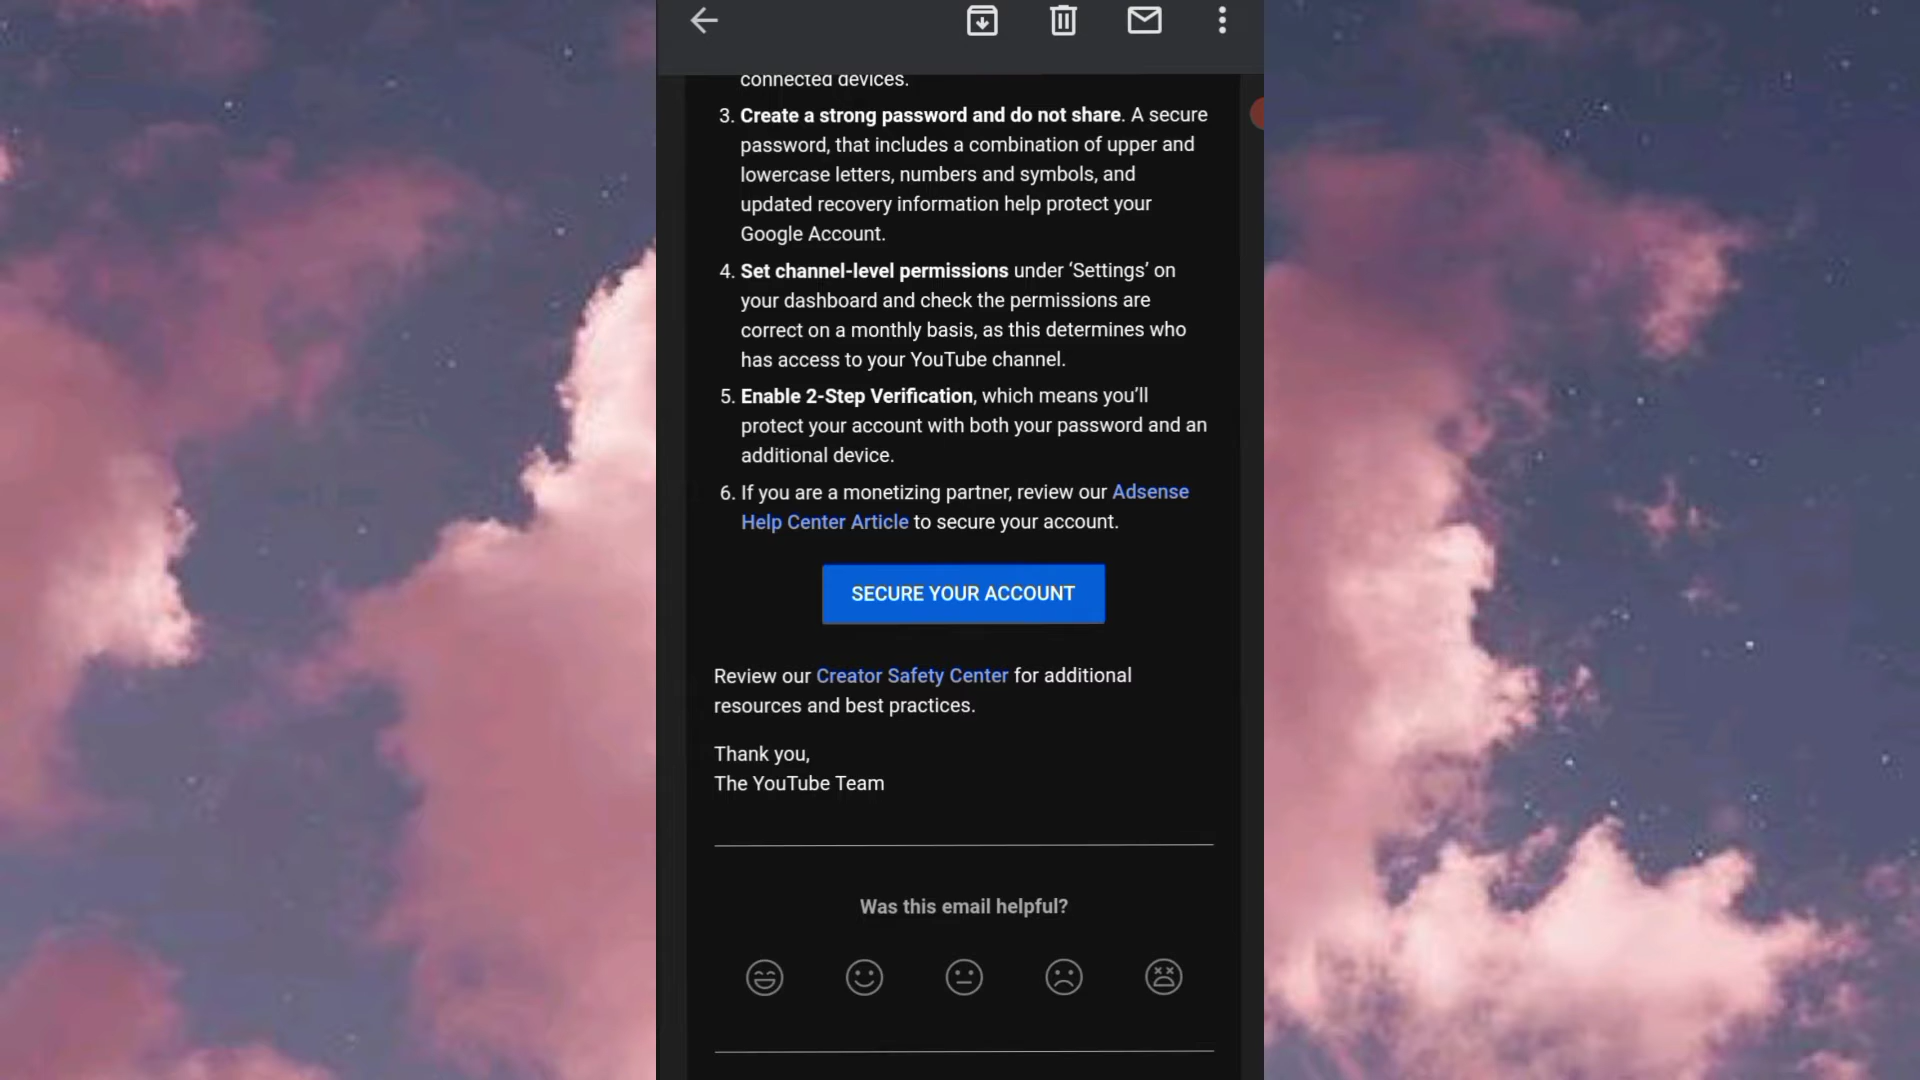 connected devices.
3. Create a strong password and do not share. A secure
password, that includes a combination of upper and
lowercase letters, numbers and symbols, and
updated recovery information help protect your
Google Account.
4. Set channel-level permissions under ‘Settings’ on
your dashboard and check the permissions are
correct on a monthly basis, as this determines who
has access to your YouTube channel.
5. Enable 2-Step Verification, which means you’ll
protect your account with both your password and an
additional device.
6. If you are a monetizing partner, review our Adsense
Help Center Article to secure your account.
SECURE YOUR ACCOUNT
Review our Creator Safety Center for additional
resources and best practices.
Thank you,
The YouTube Team
Was this email helpful?